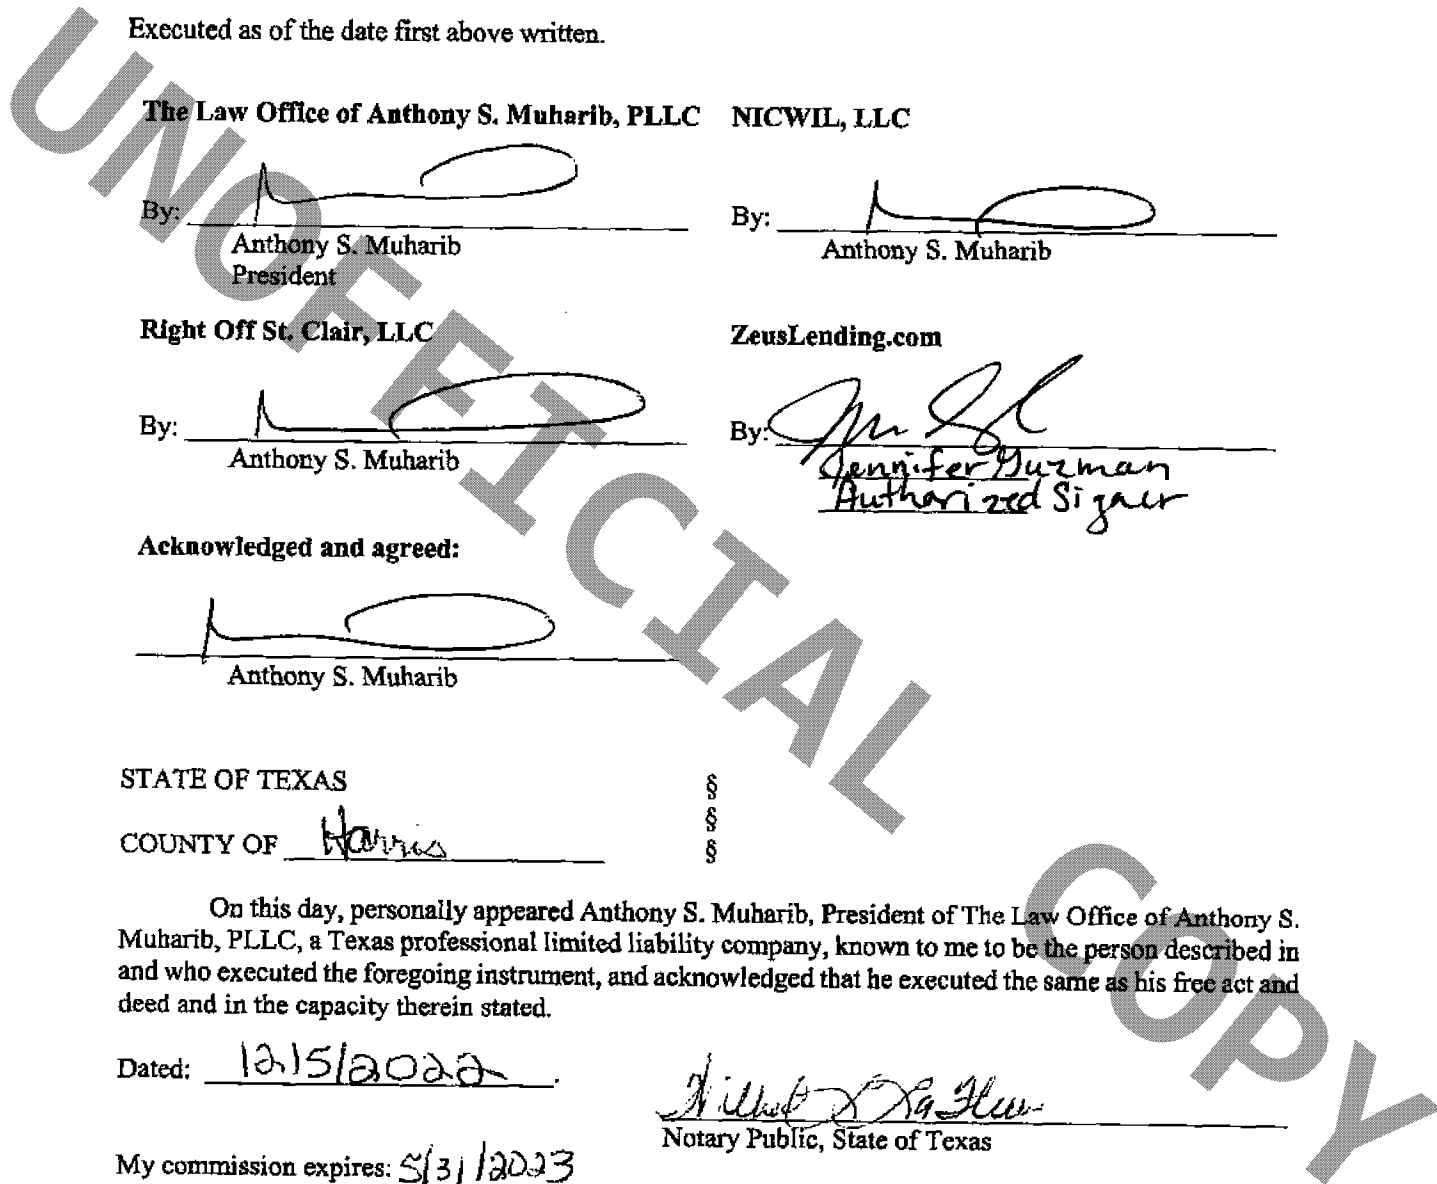 Executed as of the date first above written.
The Law Office of Anthony S. Muharib, PLLC
By:
Anthony S. Muharib
President
NICWIL, LLC
By:
Anthony S. Muharib
Right Off St. Clair, LLC
By:
Anthony S. Muharib
ZeusLending.com
By:
Jennifer Guzman
Authorized Signer
Acknowledged and agreed:
Anthony S. Muharib
STATE OF TEXAS §
§
COUNTY OF Harris §
On this day, personally appeared Anthony S. Muharib, President of The Law Office of Anthony S.
Muharib, PLLC, a Texas professional limited liability company, known to me to be the person described in
and who executed the foregoing instrument, and acknowledged that he executed the same as his free act and
deed and in the capacity therein stated.
Dated: 12/5/2022.
Notary Public, State of Texas
My commission expires: 5/31/2023
UNOFFICIAL COPY